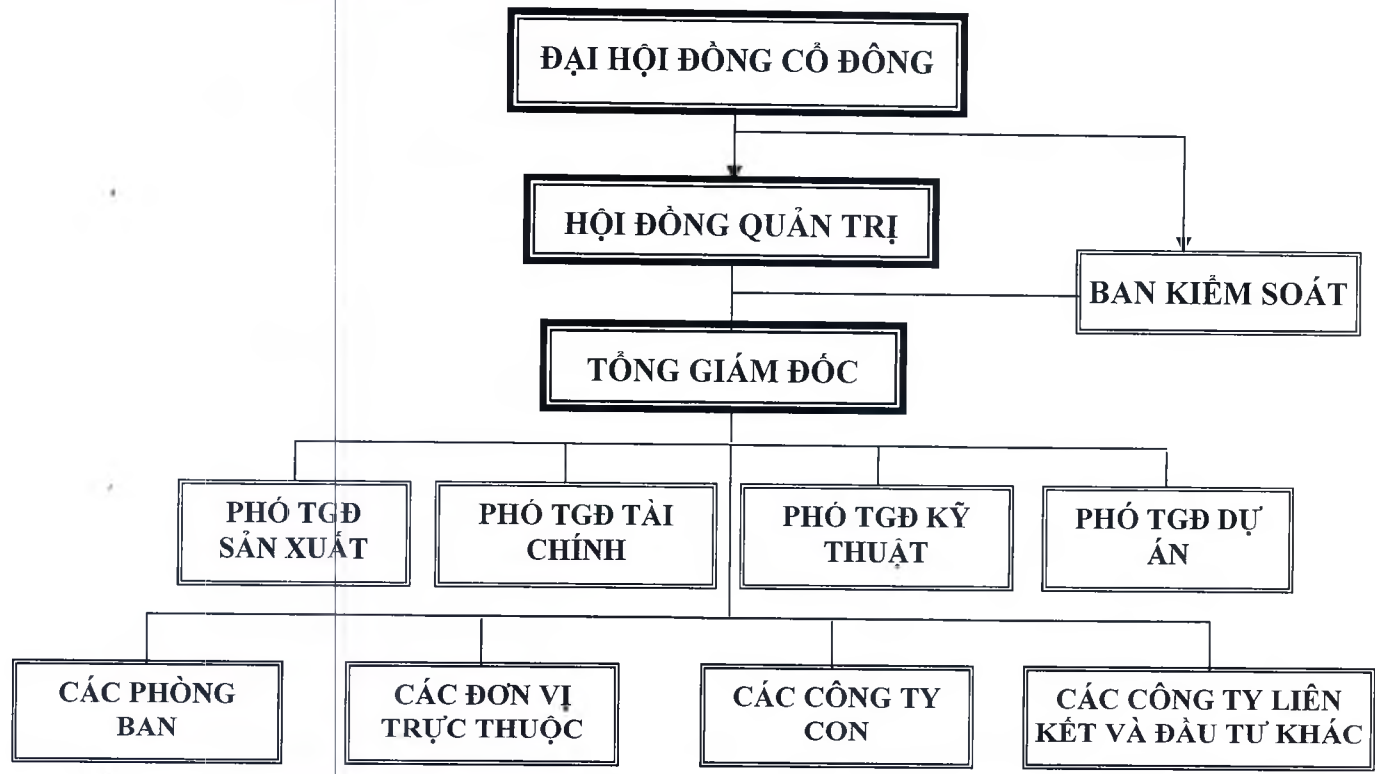 ĐẠI HỘI ĐỒNG CỔ ĐÔNG
HỘI ĐỒNG QUẢN TRỊ
BAN KIỂM SOÁT
TỔNG GIÁM ĐỐC
PHÓ TGĐ
SẢN XUẤT
PHÓ TGĐ TÀI
CHÍNH
PHÓ TGĐ KỸ
THUẬT
PHÓ TGĐ DỰ
ÁN
CÁC PHÒNG
BAN
CÁC ĐƠN VỊ
TRỰC THUỘC
CÁC CÔNG TY
CON
CÁC CÔNG TY LIÊN
KẾT VÀ ĐẦU TƯ KHÁC